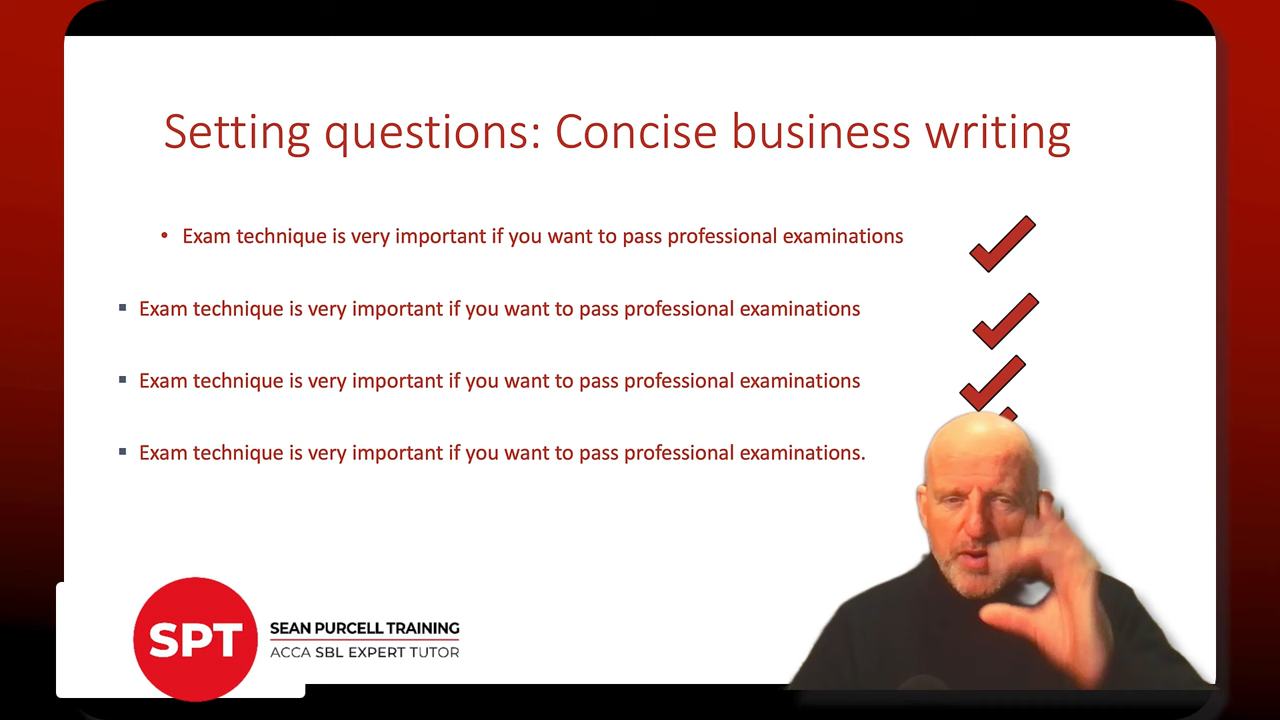 Setting questions: Concise business writing
• Exam technique is very important if you want to pass professional examinations
▪ Exam technique is very important if you want to pass professional examinations
▪ Exam technique is very important if you want to pass professional examinations
▪ Exam technique is very important if you want to pass professional examinations.
SPT
SEAN PURCELL TRAINING
ACCA SBL EXPERT TUTOR